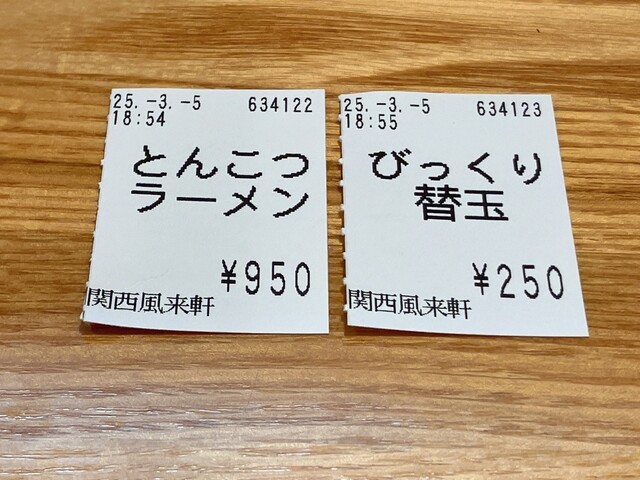 25.-3.-5 634122
18:54
とんこつ
ラーメン
¥950
関西風来軒
25.-3.-5 634123
18:55
びっくり
替玉
¥250
関西風来軒